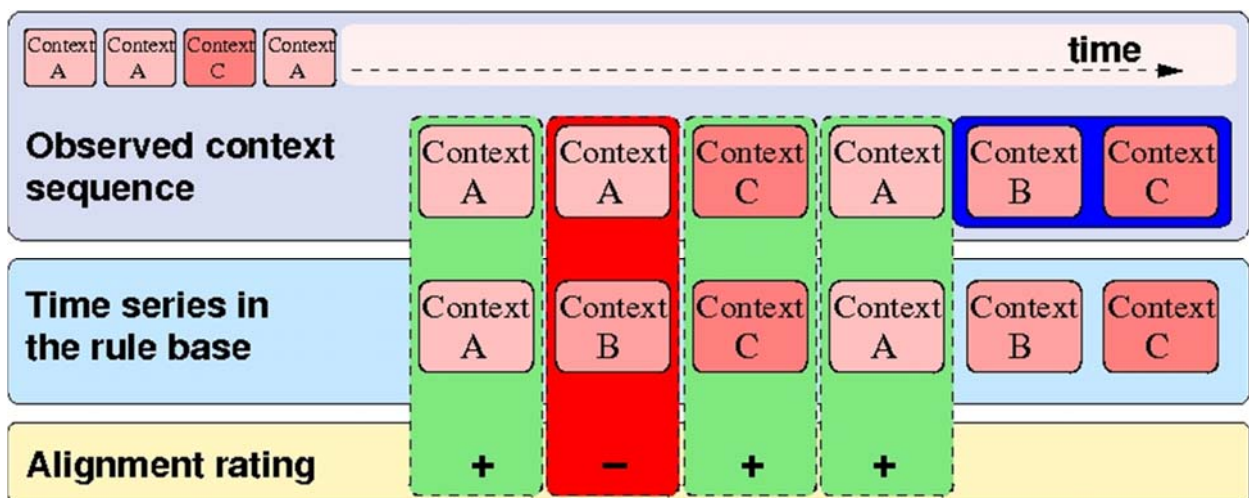 Context Context Context Context
A A C A
time
Observed context
sequence
Context Context Context Context Context Context
A A C A B C
Time series in
the rule base
Context Context Context Context Context Context
A B C A B C
Alignment rating
+ − + +